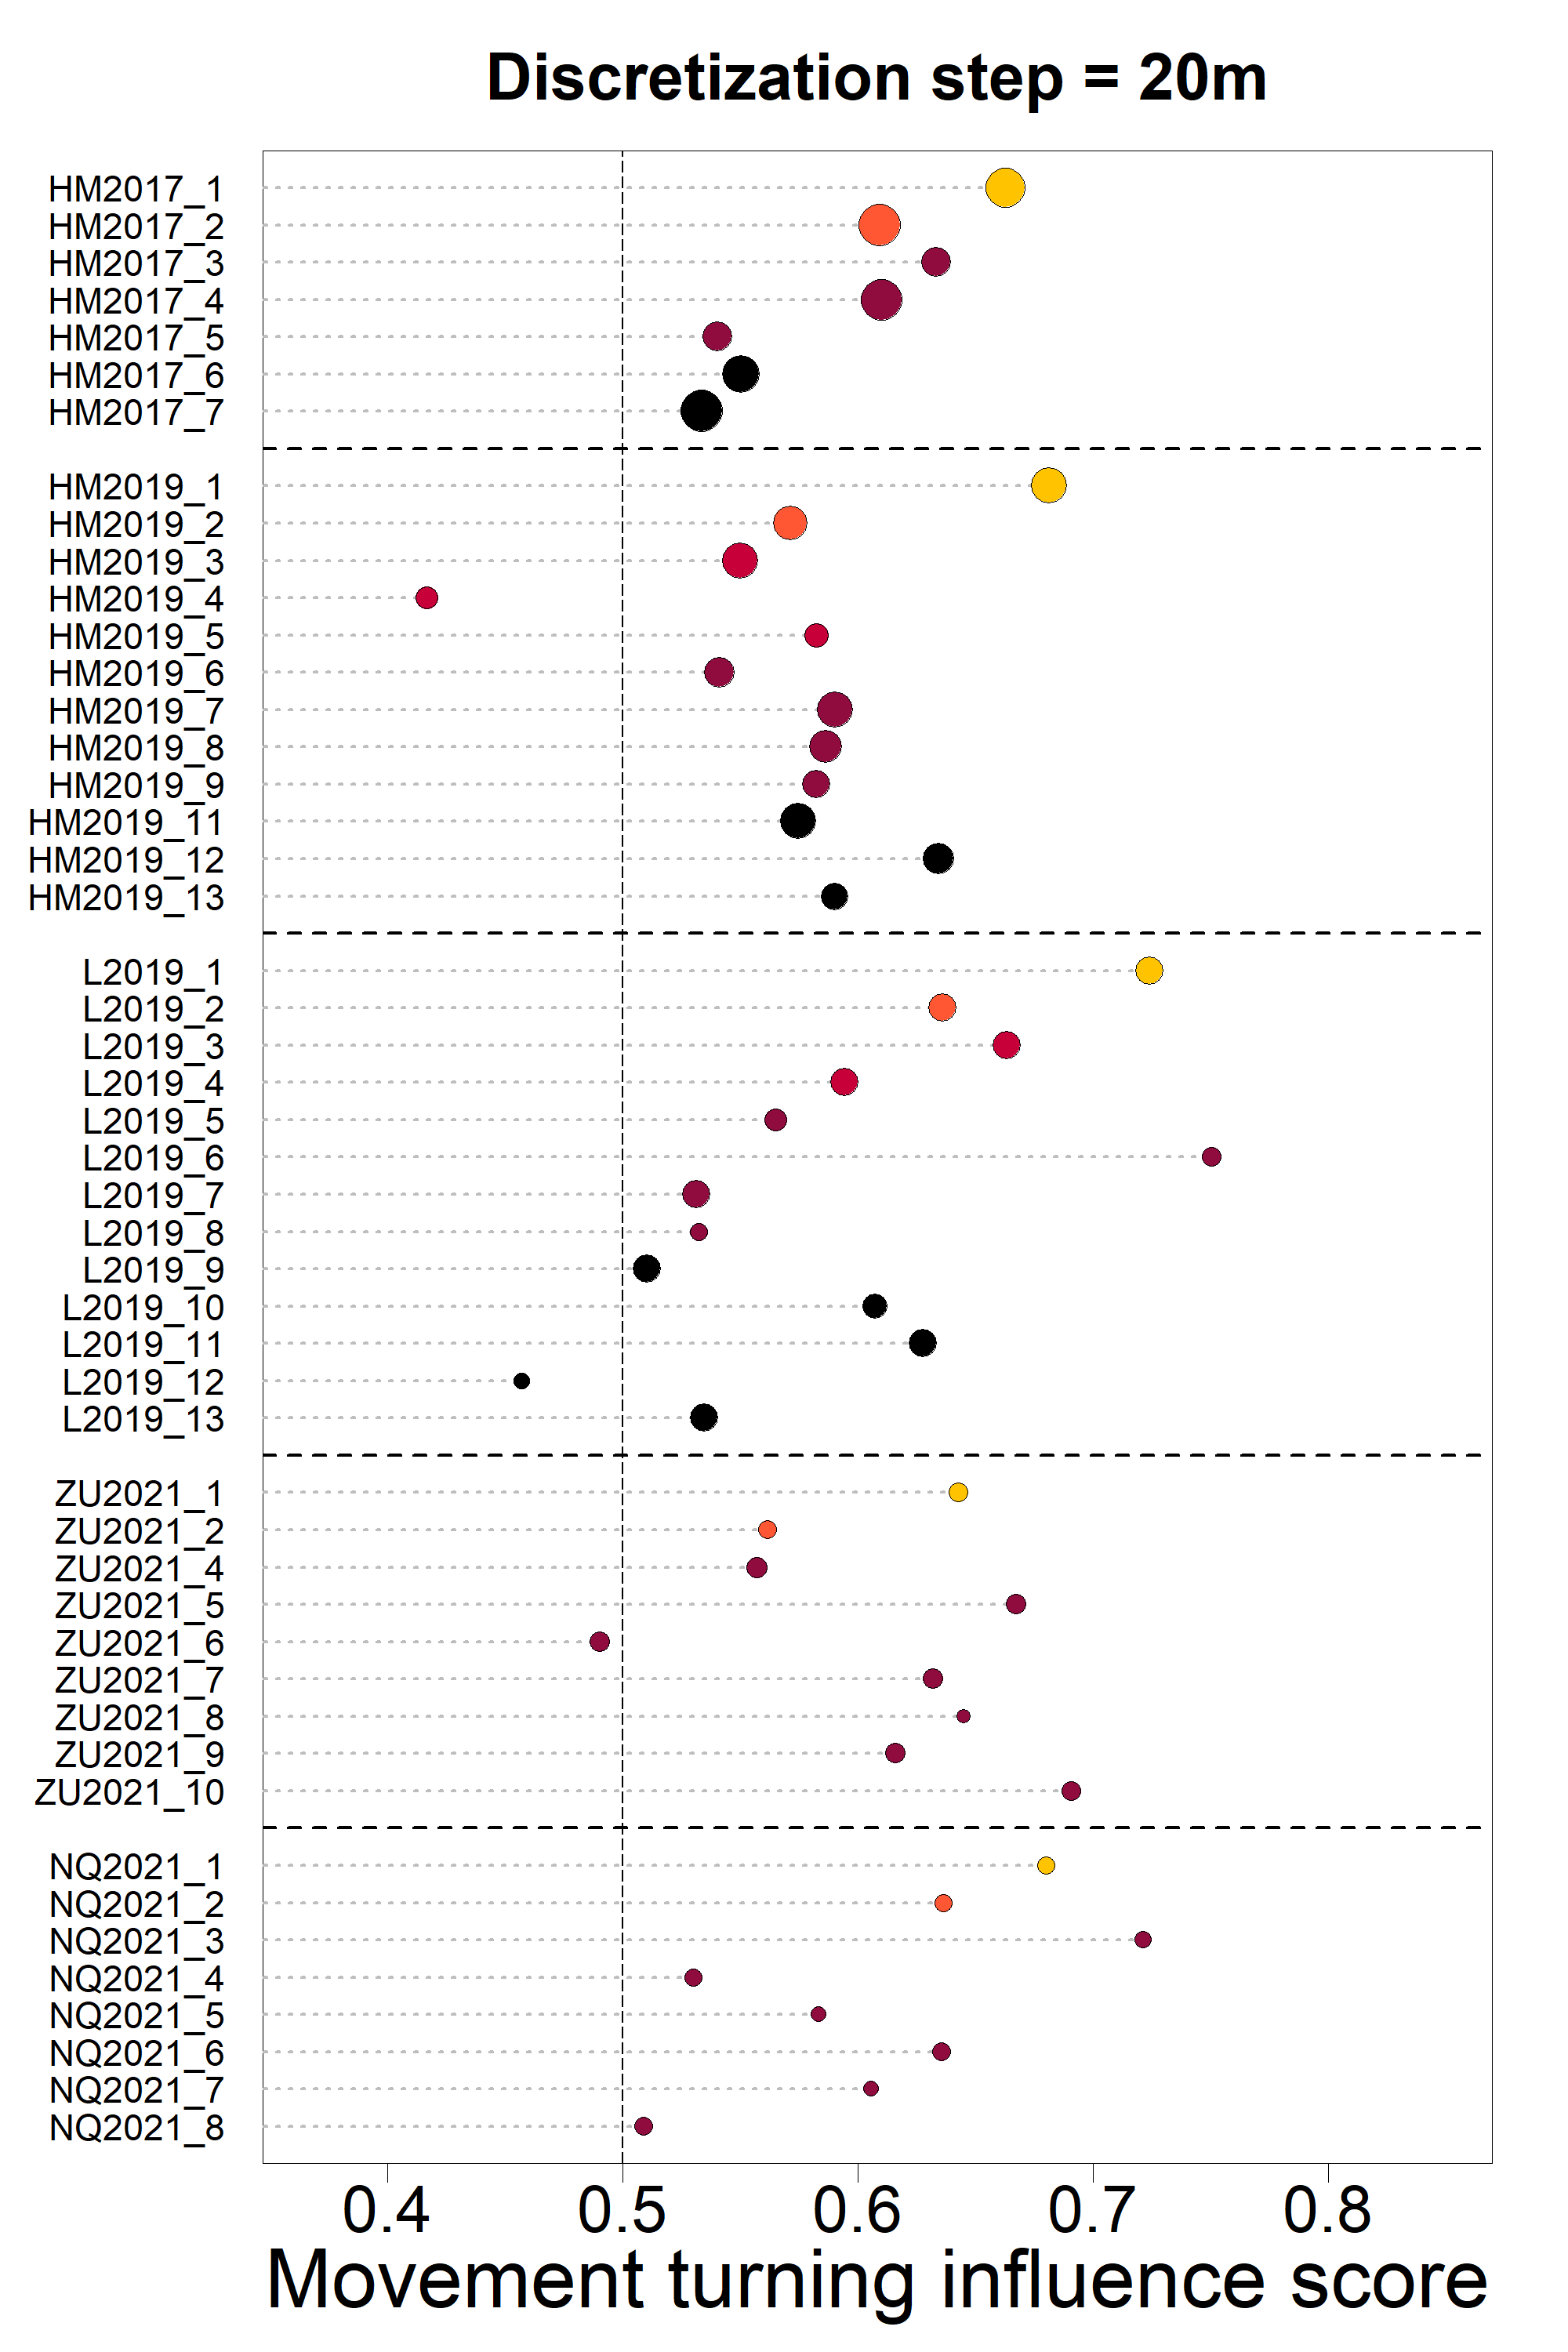 Discretization step = 20m
HM2017_1
HM2017_2
HM2017_3
HM2017_4
HM2017_5
HM2017_6
HM2017_7
HM2019_1
HM2019_2
HM2019_3
HM2019_4
HM2019_5
HM2019_6
HM2019_7
HM2019_8
HM2019_9
HM2019_11
HM2019_12
HM2019_13
L2019_1
L2019_2
L2019_3
L2019_4
L2019_5
L2019_6
L2019_7
L2019_8
L2019_9
L2019_10
L2019_11
L2019_12
L2019_13
ZU2021_1
ZU2021_2
ZU2021_4
ZU2021_5
ZU2021_6
ZU2021_7
ZU2021_8
ZU2021_9
ZU2021_10
NQ2021_1
NQ2021_2
NQ2021_3
NQ2021_4
NQ2021_5
NQ2021_6
NQ2021_7
NQ2021_8
0.4 0.5 0.6 0.7 0.8
Movement turning influence score